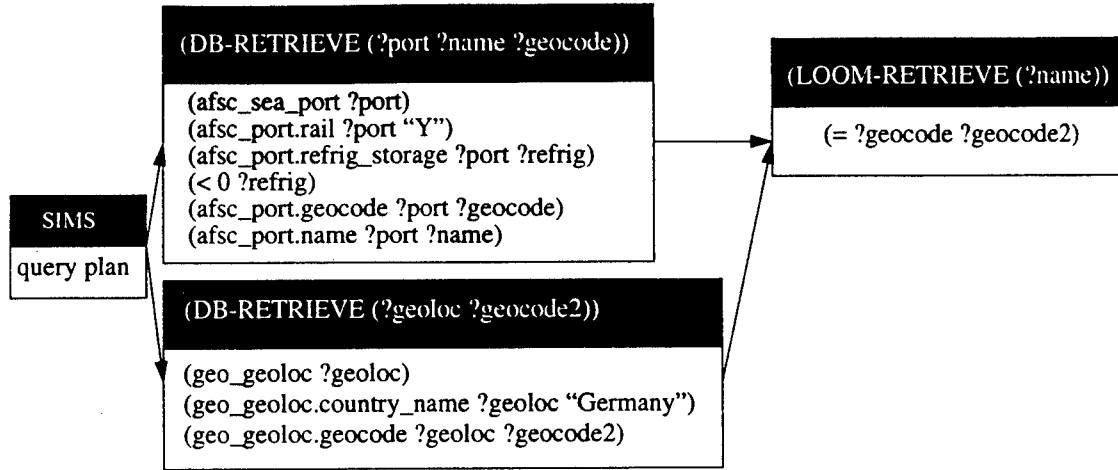 SIMS
query plan
(DB-RETRIEVE (?port ?name ?geocode))
(afsc_sea_port ?port)
(afsc_port.rail ?port “Y”)
(afsc_port.refrig_storage ?port ?refrig)
(< 0 ?refrig)
(afsc_port.geocode ?port ?geocode)
(afsc_port.name ?port ?name)
(DB-RETRIEVE (?geoloc ?geocode2))
(geo_geoloc ?geoloc)
(geo_geoloc.country_name ?geoloc “Germany”)
(geo_geoloc.geocode ?geoloc ?geocode2)
(LOOM-RETRIEVE (?name))
(= ?geocode ?geocode2)